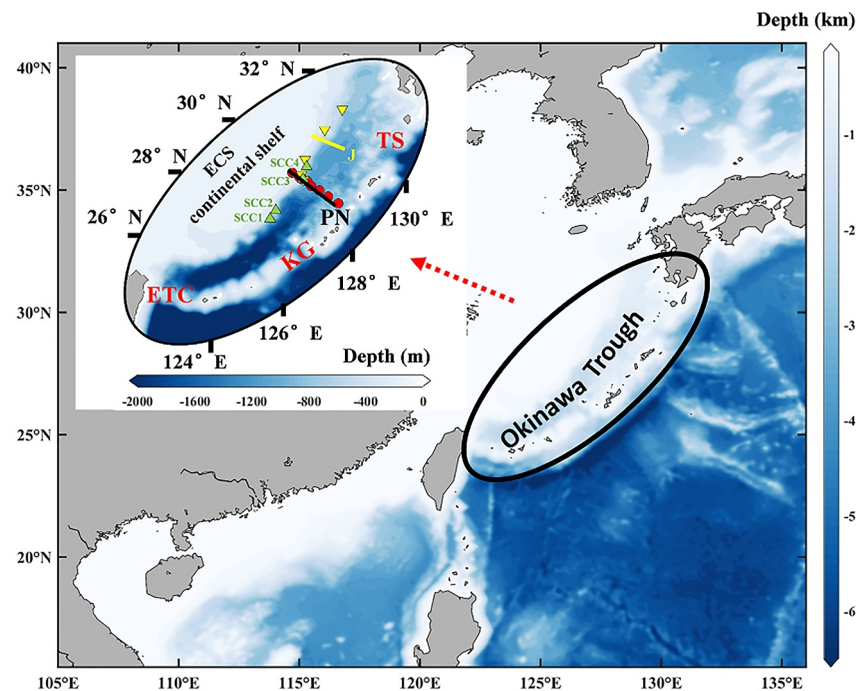 Depth (km)
40°N
35°N
30°N
25°N
20°N
105°E
110°E
115°E
120°E
125°E
130°E
135°E
-1
-2
-3
-4
-5
-6
32° N
30° N
28° N
26° N
ECS
continental shelf
TS
J
SCC4
SCC3
SCC2
SCC1
PN
KG
ETC
130° E
128° E
126° E
124° E
Depth (m)
-2000
-1600
-1200
-800
-400
0
Okinawa Trough